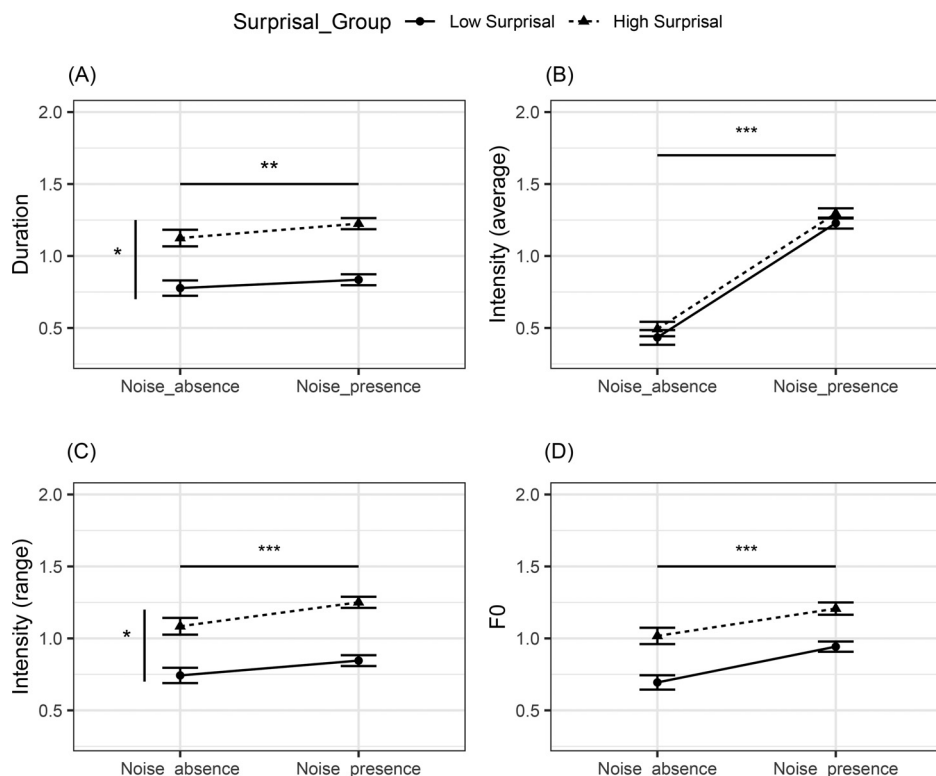 Surprisal_Group Low Surprisal High Surprisal
(A)
2.0
1.5
1.0
0.5
Duration
**
*
Noise_absence Noise_presence
(B)
2.0
1.5
1.0
0.5
Intensity (average)
***
Noise_absence Noise_presence
(C)
2.0
1.5
1.0
0.5
Intensity (range)
***
*
Noise_absence Noise_presence
(D)
2.0
1.5
1.0
0.5
F0
***
Noise_absence Noise_presence